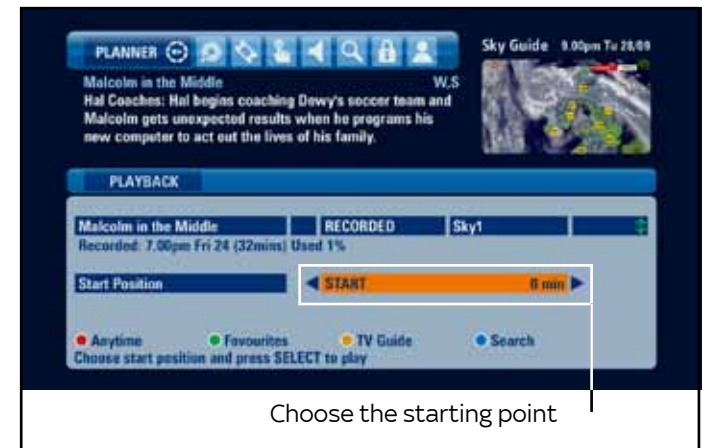 PLANNER
Sky Guide 9.00pm Tu 28/09
Malcolm in the Middle W,S
Hal Coaches: Hal begins coaching Dewy's soccer team and
Malcolm gets unexpected results when he programs his
new computer to act out the lives of his family.
PLAYBACK
Malcolm in the Middle RECORDED Sky1
Recorded: 7.00pm Fri 24 (32mins) Used 1%
Start Position START 0 min
Anytime Favourites TV Guide Search
Choose start position and press SELECT to play
Choose the starting point